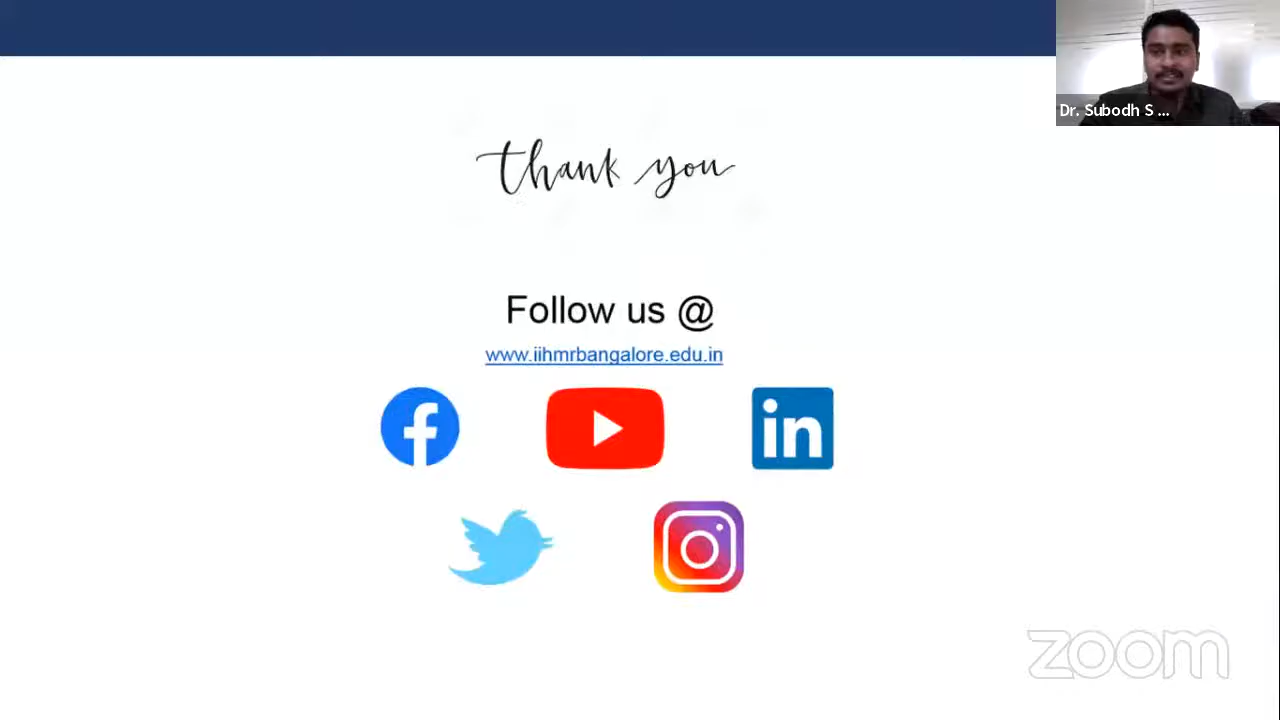 Dr. Subodh S ...
thank you
Follow us @
www.iihmrbangalore.edu.in
in
zoom